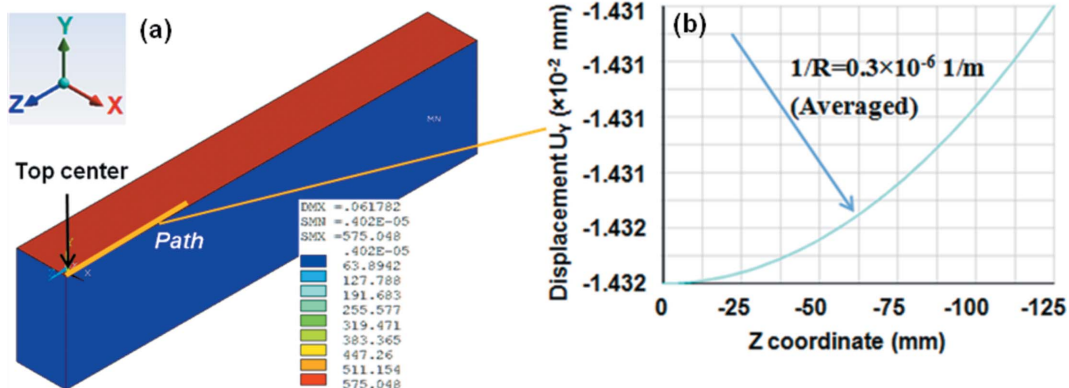 (a)
Y
Z
X
Top center
Path
MN
Y
X
DMX =.061782
SMN =.402E-05
SMX =575.048
.402E-05
63.8942
127.788
191.683
255.577
319.471
383.365
447.26
511.154
575.048
(b)
Displacement UY (×10-2 mm)
-1.431
-1.431
-1.431
-1.431
-1.432
-1.432
1/R=0.3×10-6 1/m
(Averaged)
0
-25
-50
-75
-100
-125
Z coordinate (mm)